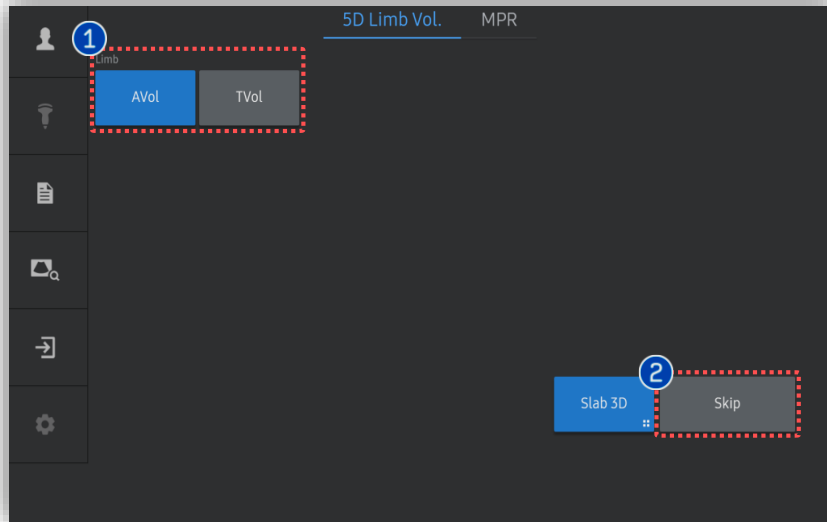 5D Limb Vol. MPR
1
Limb
AVol TVol
2
Slab 3D Skip